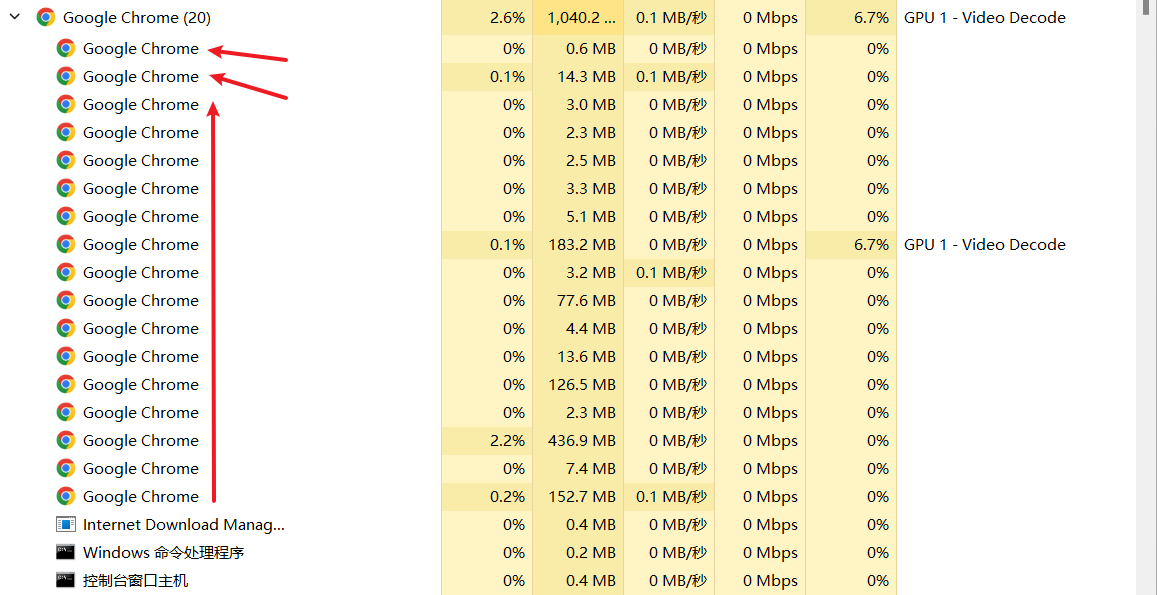 Google Chrome (20) 2.6% 1,040.2 ... 0.1 MB/秒 0 Mbps 6.7% GPU 1 - Video Decode
Google Chrome 0% 0.6 MB 0 MB/秒 0 Mbps 0%
Google Chrome 0.1% 14.3 MB 0.1 MB/秒 0 Mbps 0%
Google Chrome 0% 3.0 MB 0 MB/秒 0 Mbps 0%
Google Chrome 0% 2.3 MB 0 MB/秒 0 Mbps 0%
Google Chrome 0% 2.5 MB 0 MB/秒 0 Mbps 0%
Google Chrome 0% 3.3 MB 0 MB/秒 0 Mbps 0%
Google Chrome 0% 5.1 MB 0 MB/秒 0 Mbps 0%
Google Chrome 0.1% 183.2 MB 0 MB/秒 0 Mbps 6.7% GPU 1 - Video Decode
Google Chrome 0% 3.2 MB 0.1 MB/秒 0 Mbps 0%
Google Chrome 0% 77.6 MB 0 MB/秒 0 Mbps 0%
Google Chrome 0% 4.4 MB 0 MB/秒 0 Mbps 0%
Google Chrome 0% 13.6 MB 0 MB/秒 0 Mbps 0%
Google Chrome 0% 126.5 MB 0 MB/秒 0 Mbps 0%
Google Chrome 0% 2.3 MB 0 MB/秒 0 Mbps 0%
Google Chrome 2.2% 436.9 MB 0 MB/秒 0 Mbps 0%
Google Chrome 0% 7.4 MB 0 MB/秒 0 Mbps 0%
Google Chrome 0.2% 152.7 MB 0.1 MB/秒 0 Mbps 0%
Internet Download Manag... 0% 0.4 MB 0 MB/秒 0 Mbps 0%
Windows 命令处理程序 0% 0.2 MB 0 MB/秒 0 Mbps 0%
控制台窗口主机 0% 0.4 MB 0 MB/秒 0 Mbps 0%